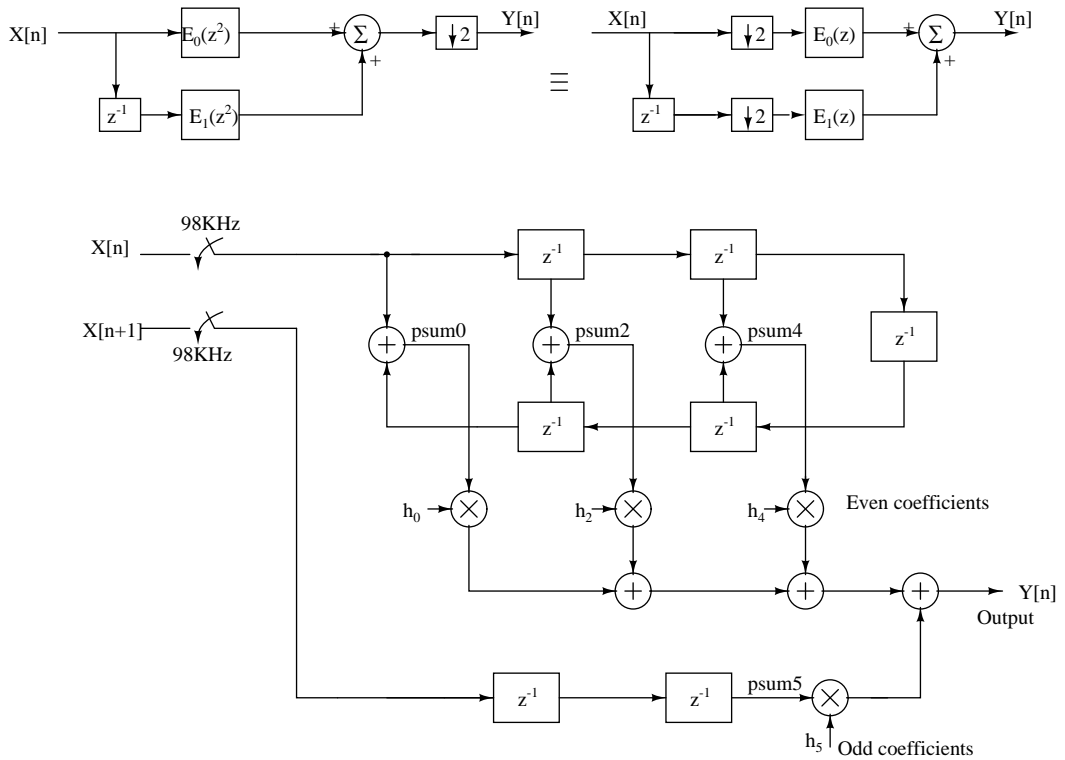 X[n]
E₀(z²)
+
Σ
+
↓2
Y[n]
z⁻¹
E₁(z²)
≡
X[n]
↓2
E₀(z)
+
Σ
+
Y[n]
z⁻¹
↓2
E₁(z)
98KHz
X[n]
z⁻¹
z⁻¹
X[n+1]
98KHz
+
psum0
+
psum2
+
psum4
z⁻¹
z⁻¹
z⁻¹
h₀
×
h₂
×
h₄
×
Even coefficients
+
+
+
Y[n]
Output
z⁻¹
z⁻¹
psum5
×
h₅
Odd coefficients